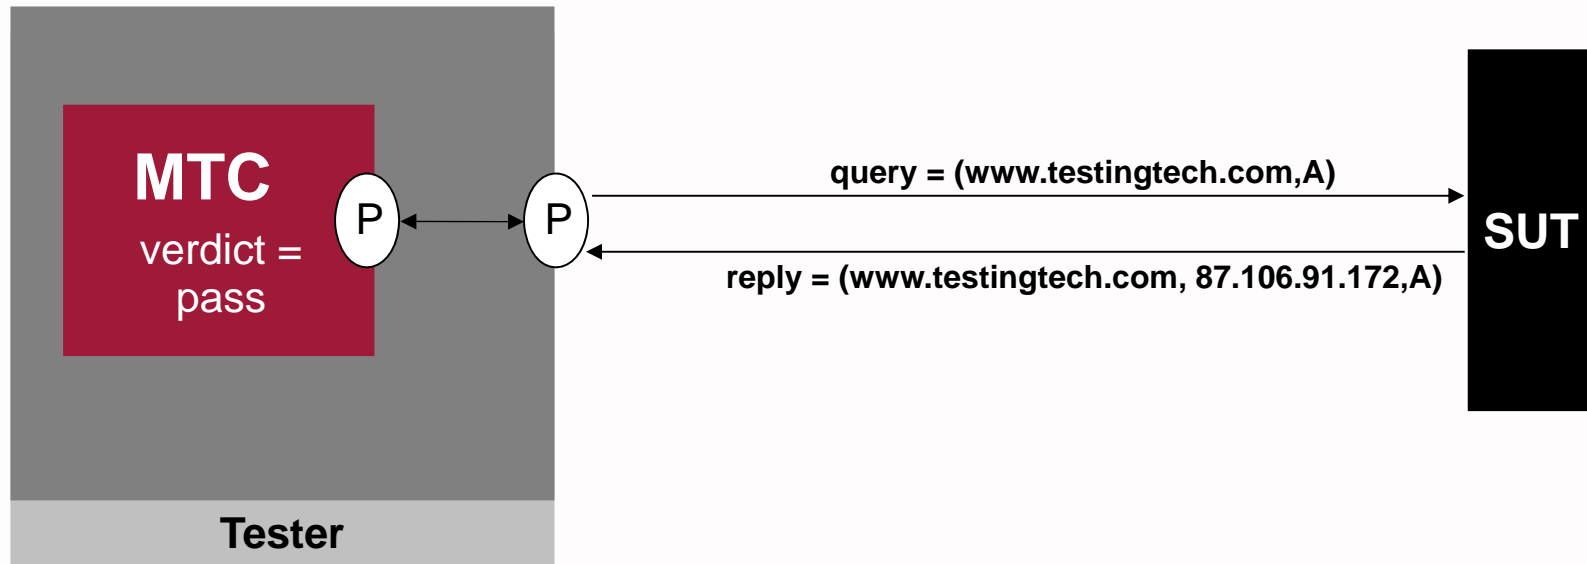 MTC
verdict =
pass
P
P
query = (www.testingtech.com,A)
reply = (www.testingtech.com, 87.106.91.172,A)
SUT
Tester